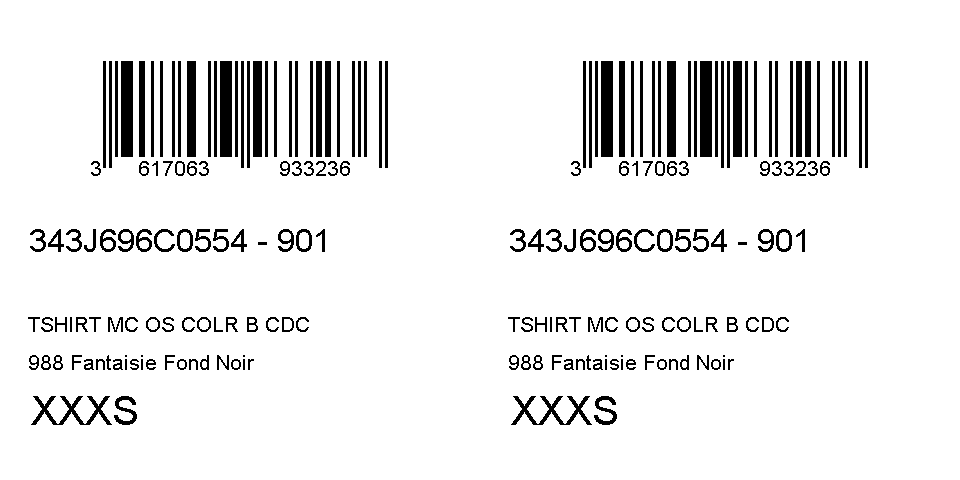 3 617063 933236
343J696C0554 - 901
TSHIRT MC OS COLR B CDC
988 Fantaisie Fond Noir
XXXS
3 617063 933236
343J696C0554 - 901
TSHIRT MC OS COLR B CDC
988 Fantaisie Fond Noir
XXXS